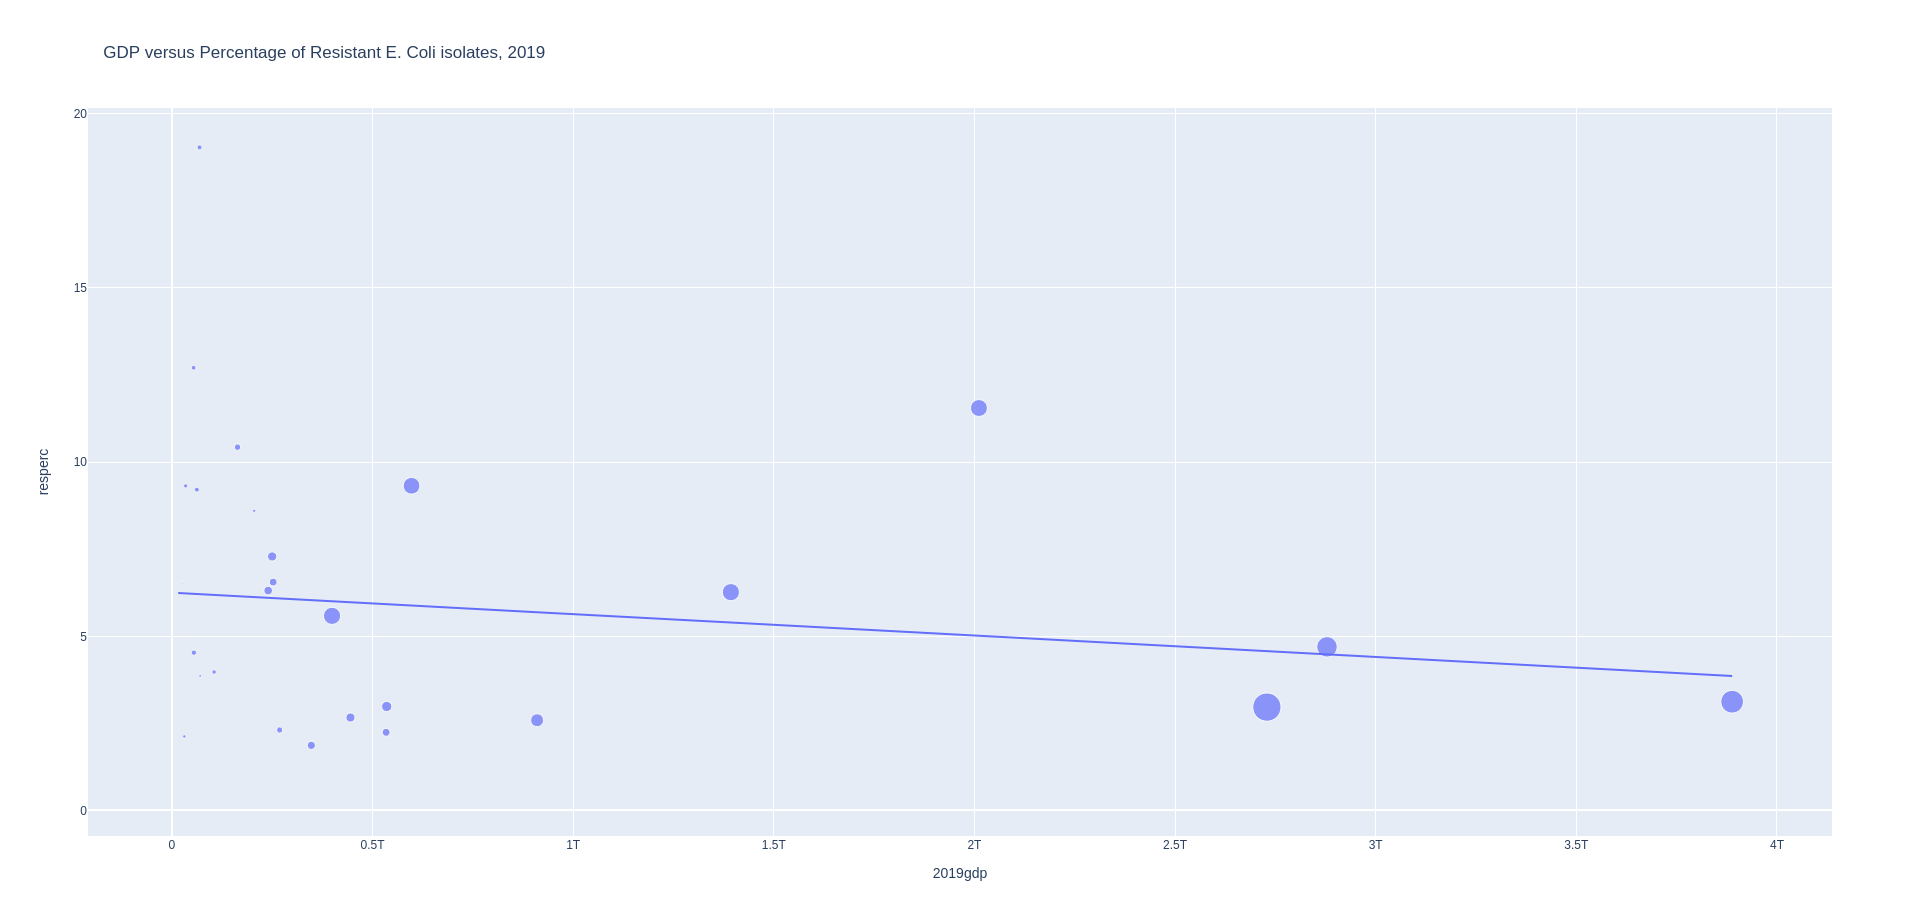 GDP versus Percentage of Resistant E. Coli isolates, 2019
20
15
10
5
0
resperc
0 0.5T 1T 1.5T 2T 2.5T 3T 3.5T 4T
2019gdp